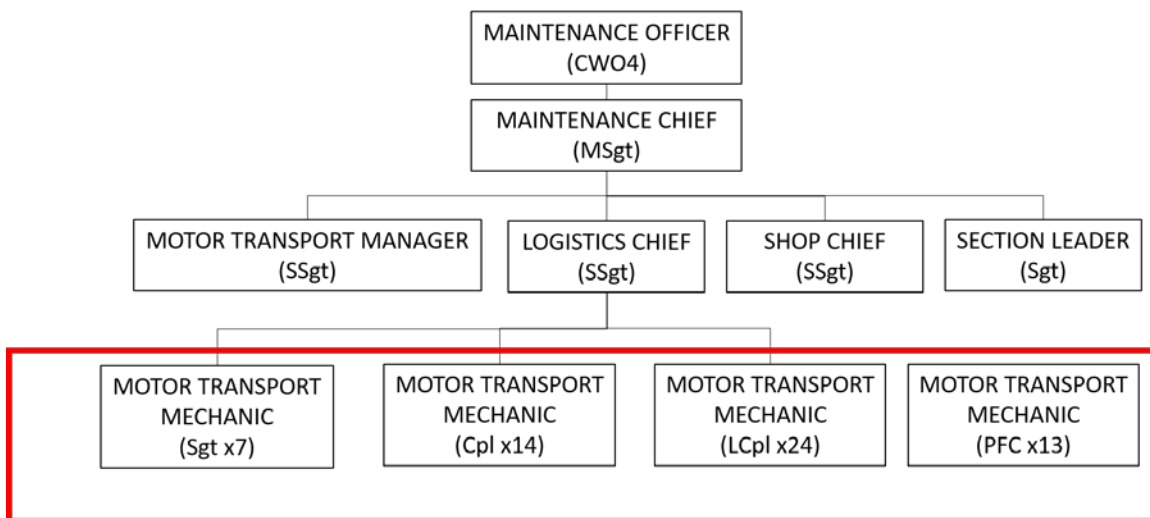 MAINTENANCE OFFICER
(CWO4)
MAINTENANCE CHIEF
(MSgt)
MOTOR TRANSPORT MANAGER
(SSgt)
LOGISTICS CHIEF
(SSgt)
SHOP CHIEF
(SSgt)
SECTION LEADER
(Sgt)
MOTOR TRANSPORT
MECHANIC
(Sgt x7)
MOTOR TRANSPORT
MECHANIC
(Cpl x14)
MOTOR TRANSPORT
MECHANIC
(LCpl x24)
MOTOR TRANSPORT
MECHANIC
(PFC x13)